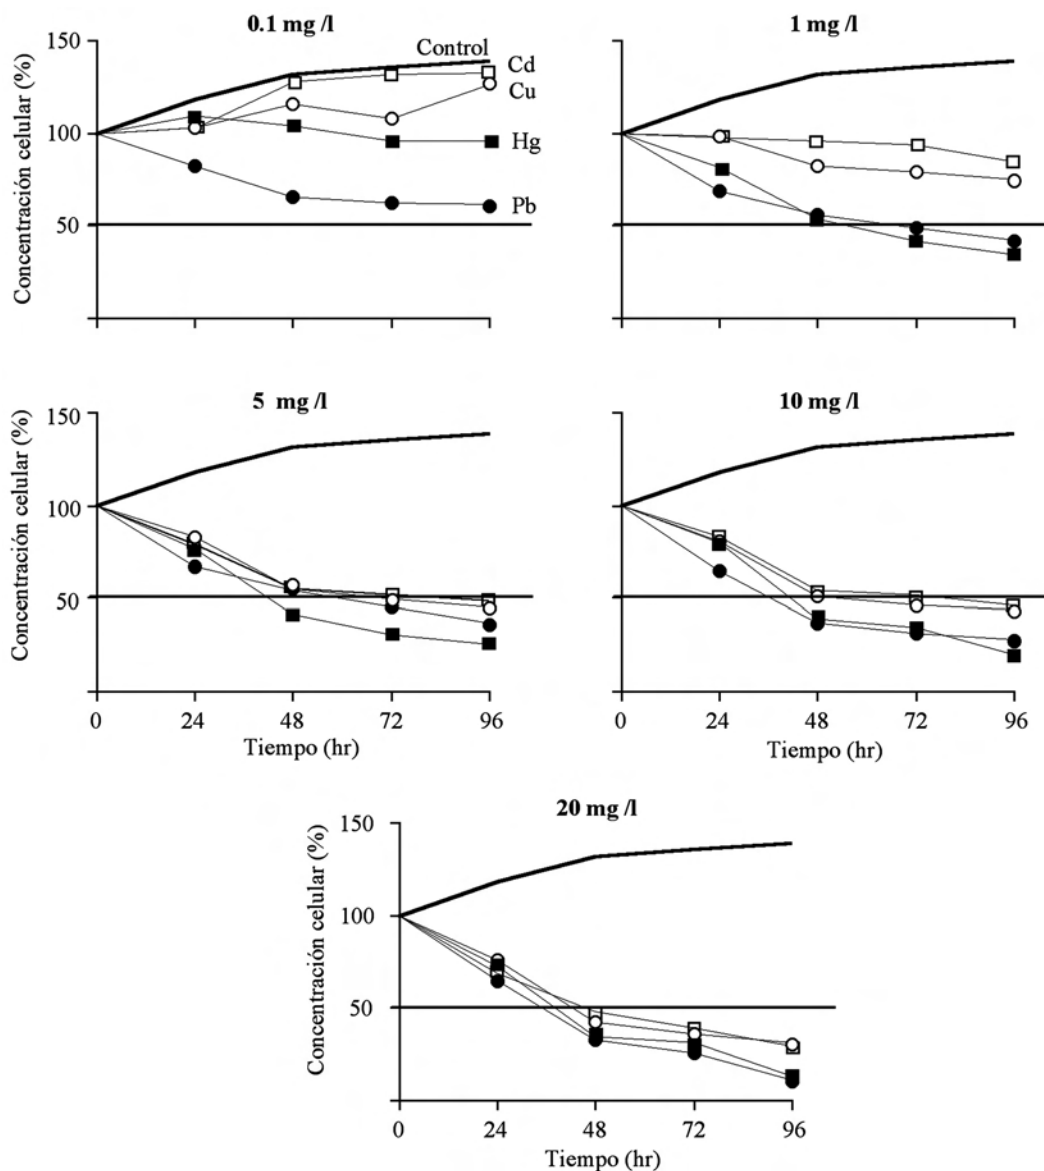 0.1 mg /l
1 mg /l
Concentración celular (%)
150
100
50
Control
Cd
Cu
Hg
Pb
5 mg /l
10 mg /l
Concentración celular (%)
150
100
50
0 24 48 72 96
Tiempo (hr)
0 24 48 72 96
Tiempo (hr)
20 mg /l
Concentración celular (%)
150
100
50
0 24 48 72 96
Tiempo (hr)